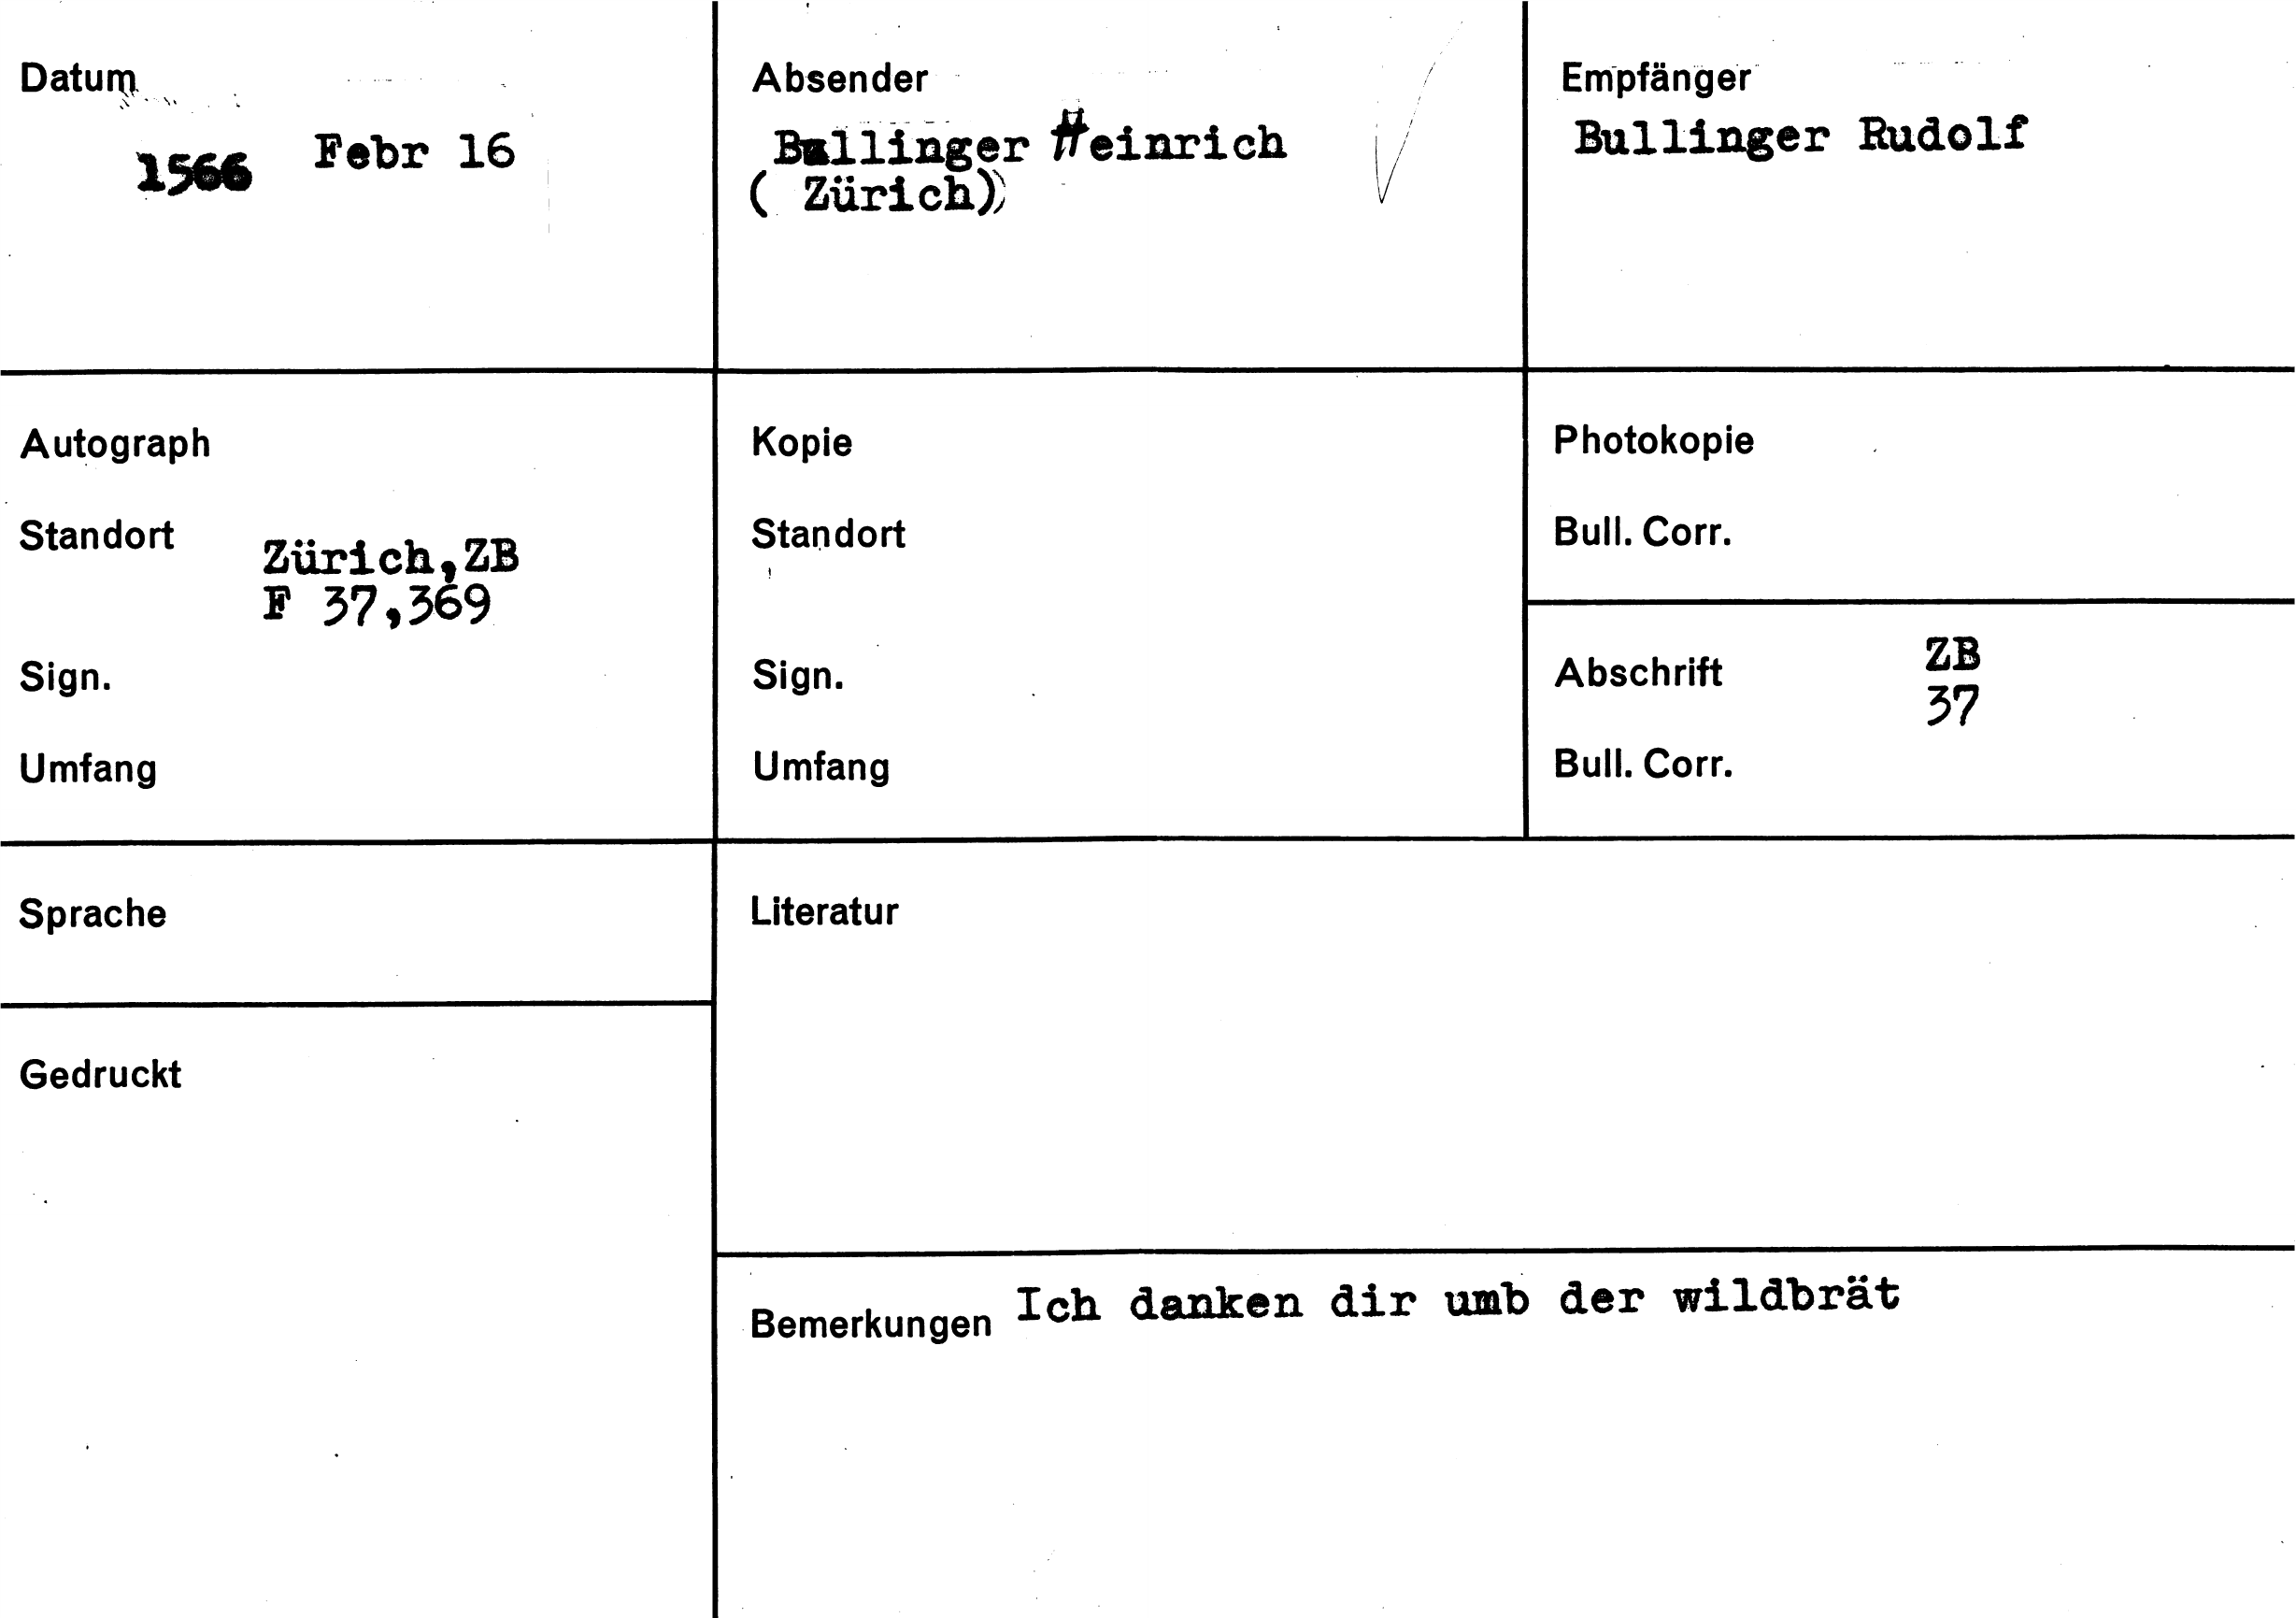 Datum
1566 Febr 16
Absender
Bullinger Heinrich
( Zürich)
Empfänger
Bullinger Rudolf
Autograph
Standort
Zürich,ZB
F 37,369
Sign.
Umfang
Kopie
Standort
Sign.
Umfang
Photokopie
Bull. Corr.
Abschrift
ZB
37
Bull. Corr.
Sprache
Literatur
Gedruckt
Bemerkungen Ich danken dir umb der wildbrät